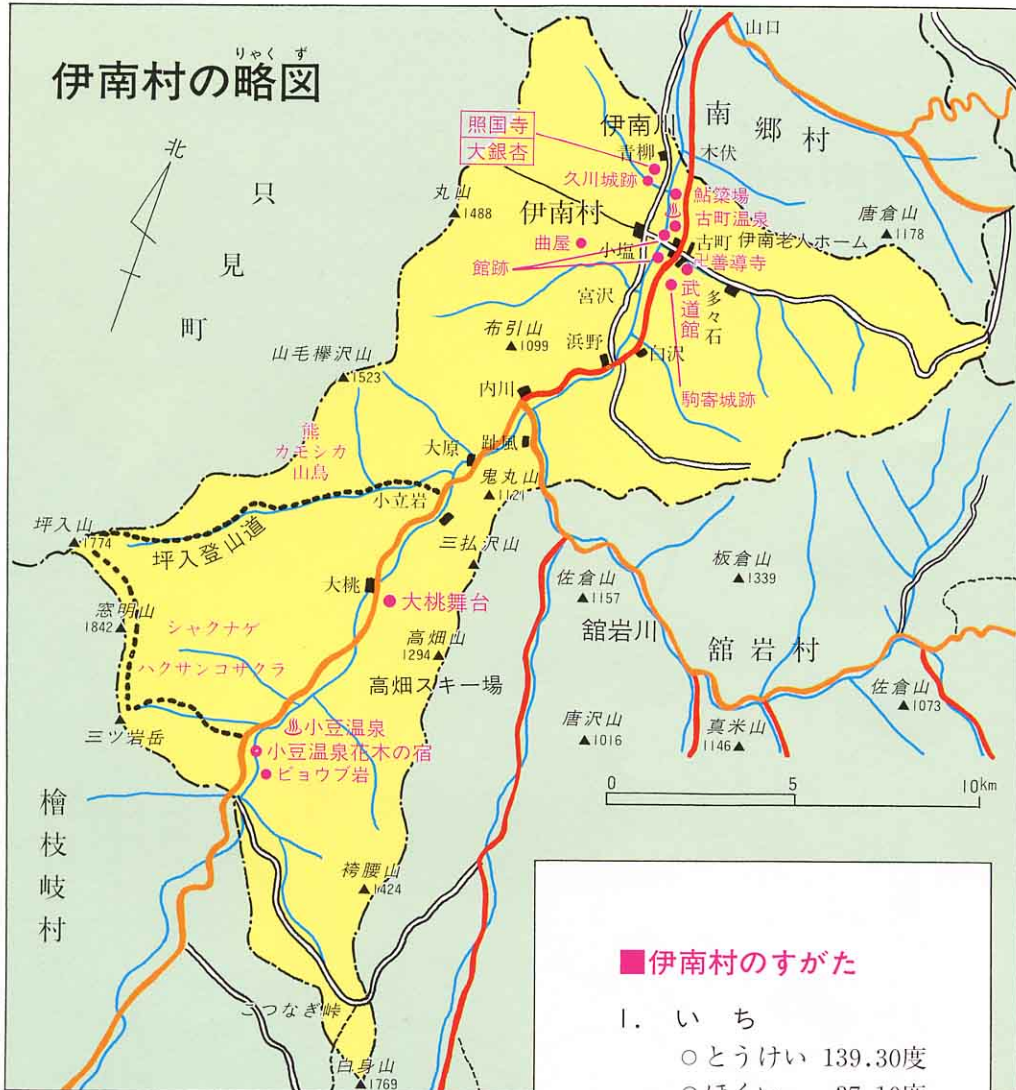 りゃく ず
伊南村の略図
北
只見町
山口
南郷村
照国寺
大銀杏
伊南川
青柳
木伏
久川城跡
鮎簗場
丸山
1488
伊南村
古町温泉
唐倉山
1178
曲屋
小塩
古町
伊南老人ホーム
館跡
卍善導寺
宮沢
武道館
多々石
布引山
1099
浜野
白沢
山毛欅沢山
1523
駒寄城跡
内川
熊
カモシカ
山鳥
大原
趾風
鬼丸山
1121
小立岩
坪入山
1774
坪入登山道
三払沢山
板倉山
1339
大桃
佐倉山
1157
大桃舞台
窓明山
1842
シャクナゲ
舘岩川
舘岩村
高畑山
1294
ハクサンコザクラ
高畑スキー場
佐倉山
1073
唐沢山
1016
真米山
1146
三ツ岩岳
小豆温泉
小豆温泉花木の宿
ビョウブ岩
0 5 10km
檜枝岐村
袴腰山
1424
■伊南村のすがた
こつなぎ峠
1. いち
○とうけい 139.30度
白身山
1769